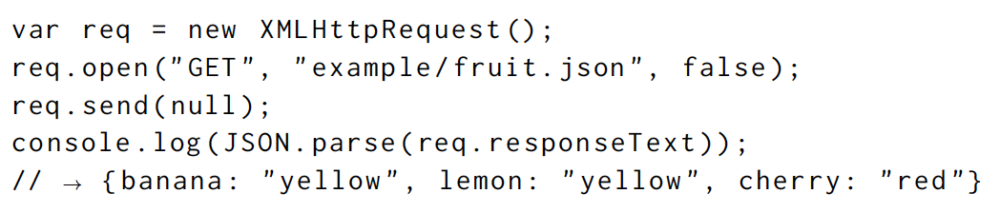 var req = new XMLHttpRequest();
req.open("GET", "example/fruit.json", false);
req.send(null);
console.log(JSON.parse(req.responseText));
// → {banana: "yellow", lemon: "yellow", cherry: "red"}